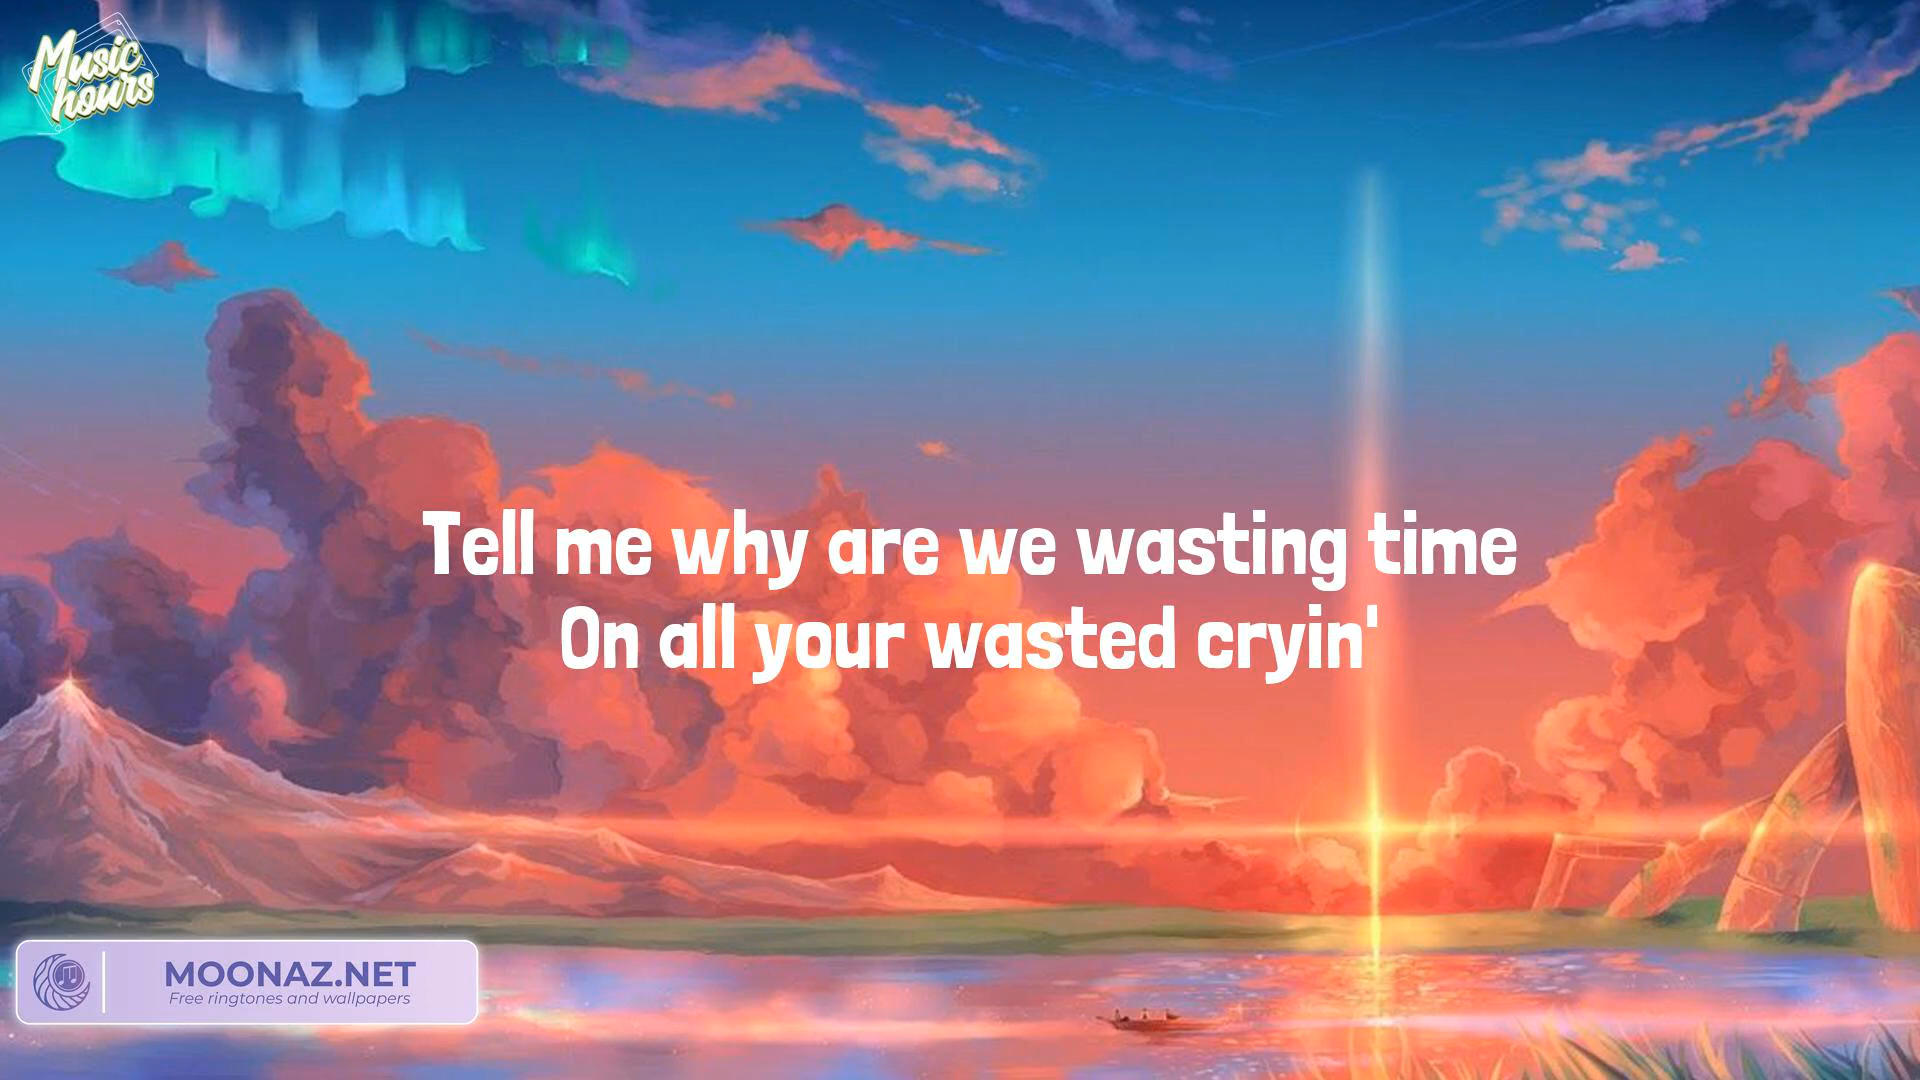 Music
hours
Tell me why are we wasting time
On all your wasted cryin'
MOONAZ.NET
Free ringtones and wallpapers